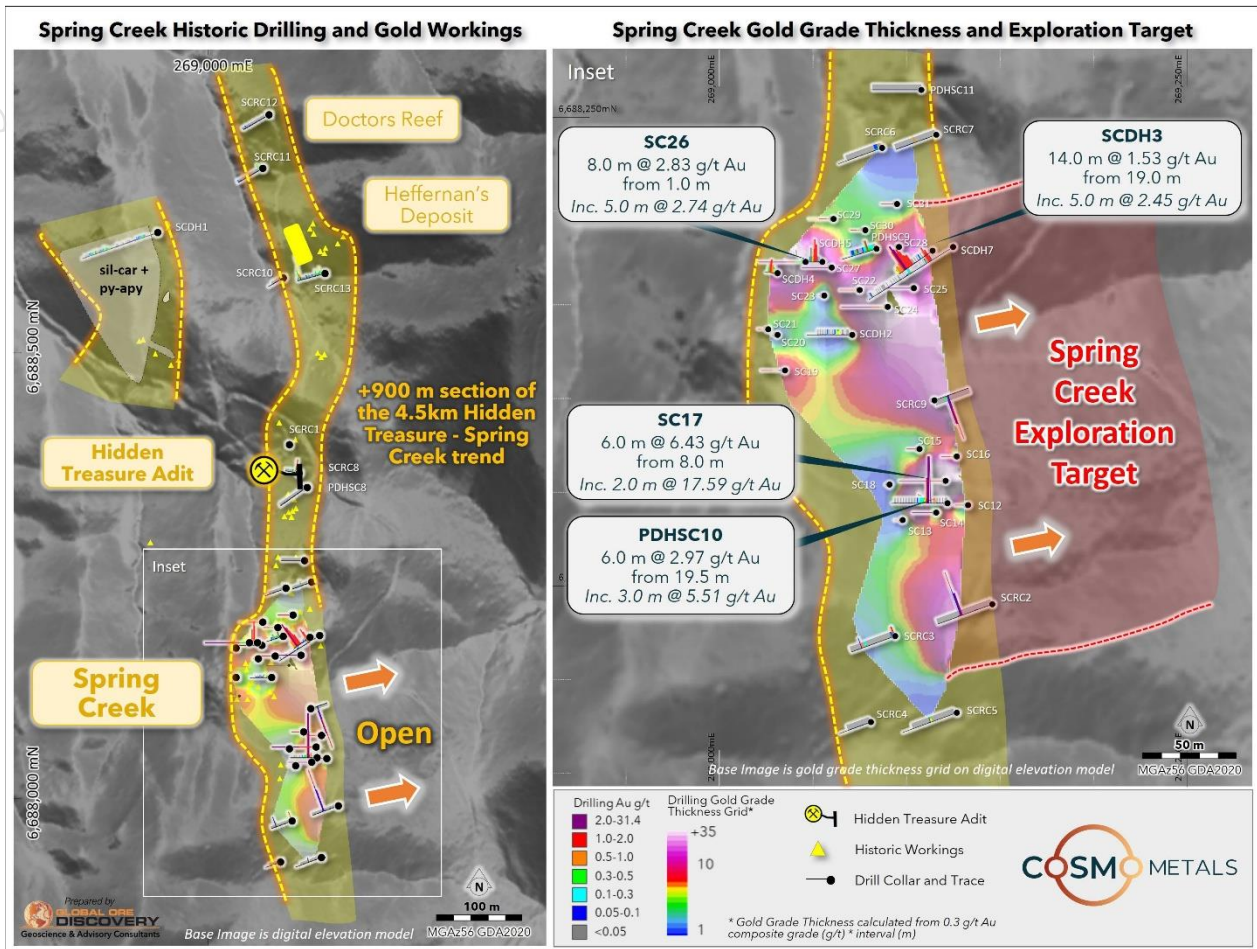 Spring Creek Historic Drilling and Gold Workings
269,000 mE
SCRC12
Doctors Reef
SCRC11
Heffernan's
Deposit
SCDH1
sil-car +
py-apy
SCRC10
SCRC13
6,688,500 mN
+900 m section of
the 4.5km Hidden
Treasure - Spring
Creek trend
SCRC1
Hidden
Treasure Adit
SCRC8
PDHSC8
Inset
Spring
Creek
Open
6,688,000 mN
Prepared by
GLOBAL ORE
DISCOVERY
Geoscience & Advisory Consultants
Base Image is digital elevation model
N
100 m
MGAz56 GDA2020
Spring Creek Gold Grade Thickness and Exploration Target
Inset
269,000mE
269,250mE
6,688,250mN
PDHSC11
SCRC6
SCRC7
SC26
8.0 m @ 2.83 g/t Au
from 1.0 m
Inc. 5.0 m @ 2.74 g/t Au
SCDH3
14.0 m @ 1.53 g/t Au
from 19.0 m
Inc. 5.0 m @ 2.45 g/t Au
SC29
SC30
SCDH5
PDHSC9
SC28
SCDH7
SC27
SCDH4
SC22
SC25
SC23
SC24
SC21
SC20
SCDH2
SC19
SCRC9
Spring
Creek
Exploration
Target
SC17
6.0 m @ 6.43 g/t Au
from 8.0 m
Inc. 2.0 m @ 17.59 g/t Au
SC15
SC16
SC18
SC12
SC14
SC13
PDHSC10
6.0 m @ 2.97 g/t Au
from 19.5 m
Inc. 3.0 m @ 5.51 g/t Au
SCRC2
SCRC3
SCRC4
SCRC5
N
50 m
MGAz56 GDA2020
Base Image is gold grade thickness grid on digital elevation model
Drilling Au g/t
2.0-31.4
1.0-2.0
0.5-1.0
0.3-0.5
0.1-0.3
0.05-0.1
<0.05
Drilling Gold Grade
Thickness Grid*
+35
10
1
Hidden Treasure Adit
Historic Workings
Drill Collar and Trace
* Gold Grade Thickness calculated from 0.3 g/t Au
composite grade (g/t) * interval (m)
COSMO METALS